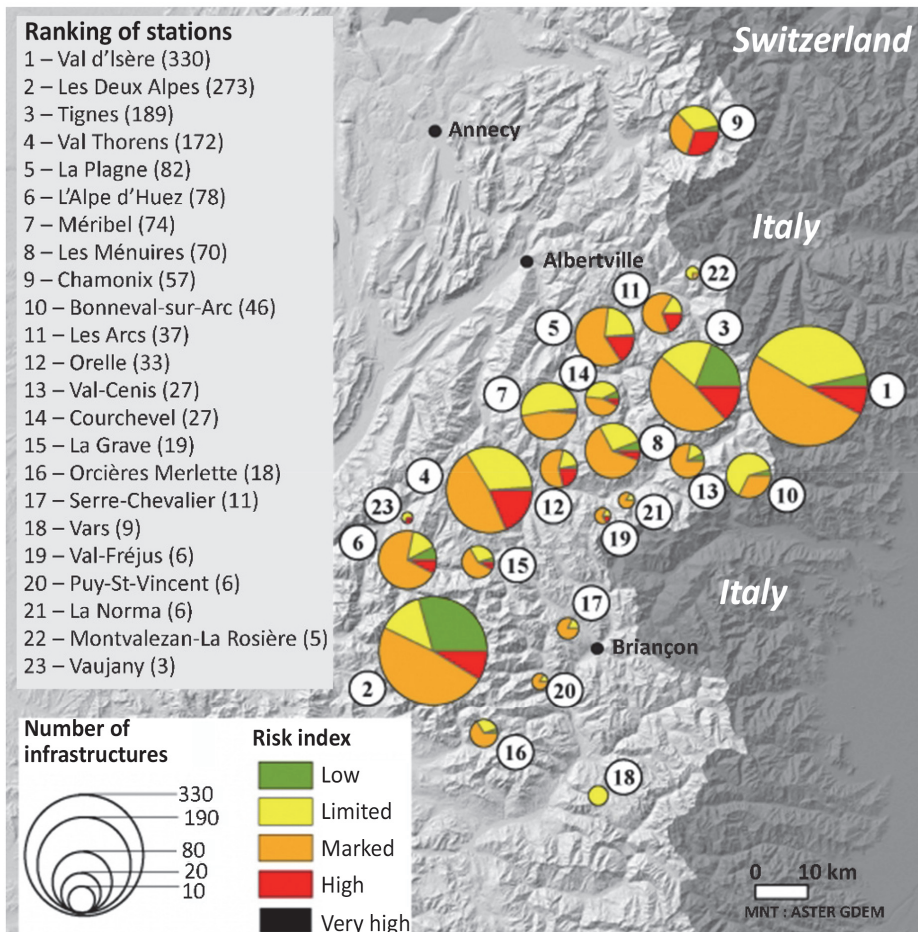 Ranking of stations
1 – Val d'Isère (330)
2 – Les Deux Alpes (273)
3 – Tignes (189)
4 – Val Thorens (172)
5 – La Plagne (82)
6 – L'Alpe d'Huez (78)
7 – Méribel (74)
8 – Les Ménuires (70)
9 – Chamonix (57)
10 – Bonneval-sur-Arc (46)
11 – Les Arcs (37)
12 – Orelle (33)
13 – Val-Cenis (27)
14 – Courchevel (27)
15 – La Grave (19)
16 – Orcières Merlette (18)
17 – Serre-Chevalier (11)
18 – Vars (9)
19 – Val-Fréjus (6)
20 – Puy-St-Vincent (6)
21 – La Norma (6)
22 – Montvalezan-La Rosière (5)
23 – Vaujany (3)
Switzerland
Annecy
9
Italy
Albertville
22
11
5
3
14
7
1
8
4
12
13
10
23
21
19
6
15
Italy
17
Briançon
2
20
16
18
Number of
infrastructures
330
190
80
20
10
Risk index
Low
Limited
Marked
High
Very high
0 10 km
MNT : ASTER GDEM